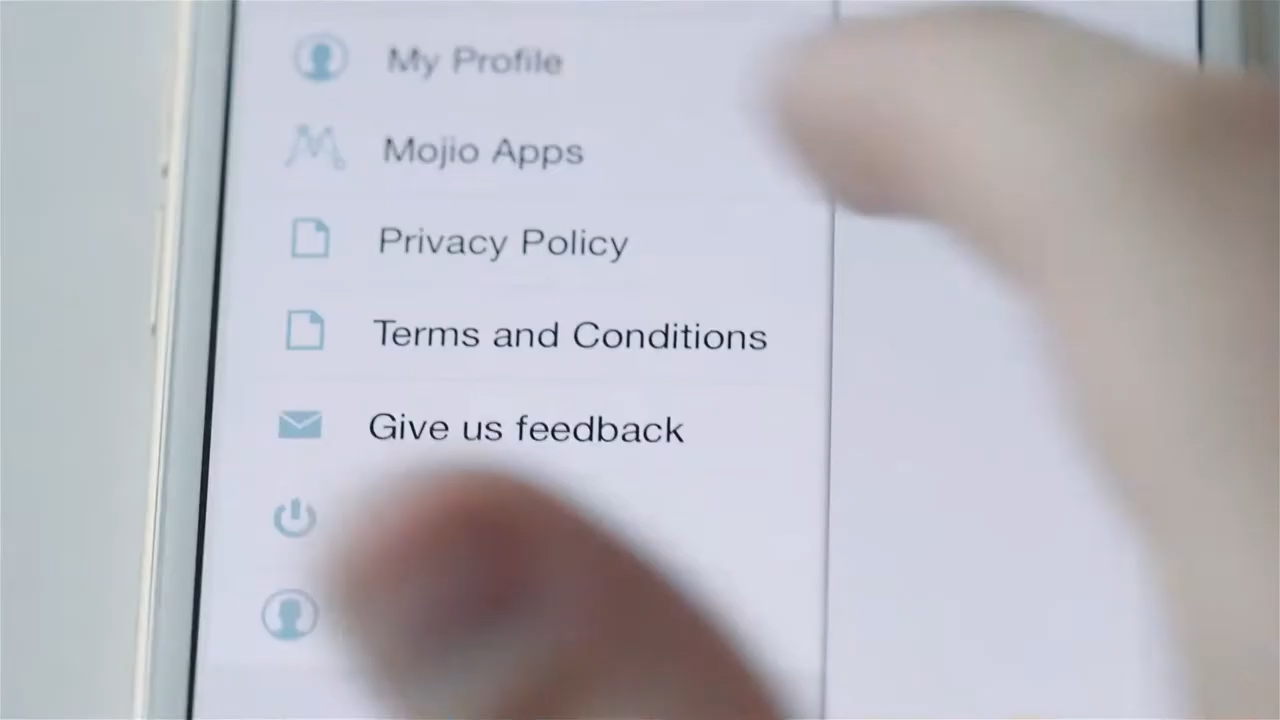 My Profile
Mojio Apps
Privacy Policy
Terms and Conditions
Give us feedback